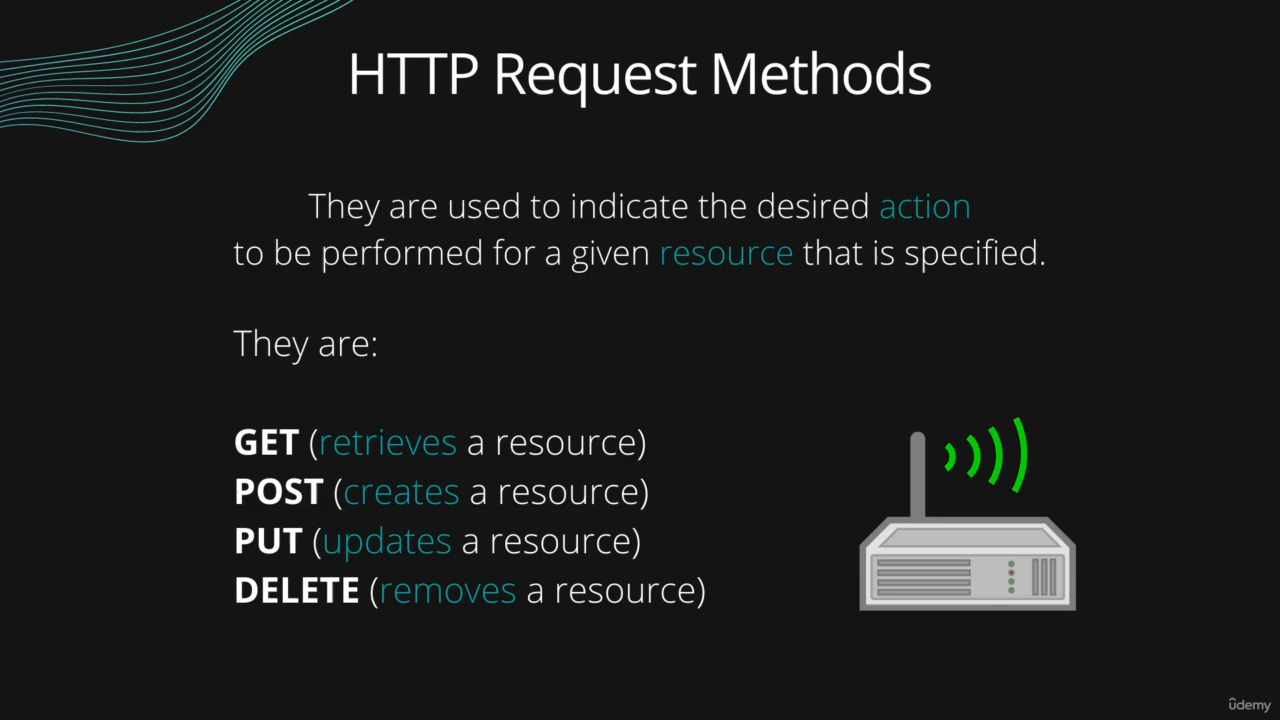 HTTP Request Methods
They are used to indicate the desired action
to be performed for a given resource that is specified.
They are:
GET (retrieves a resource)
POST (creates a resource)
PUT (updates a resource)
DELETE (removes a resource)
ûdemy